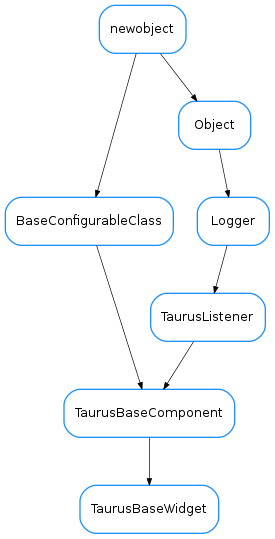 newobject
Object
BaseConfigurableClass
Logger
TaurusListener
TaurusBaseComponent
TaurusBaseWidget